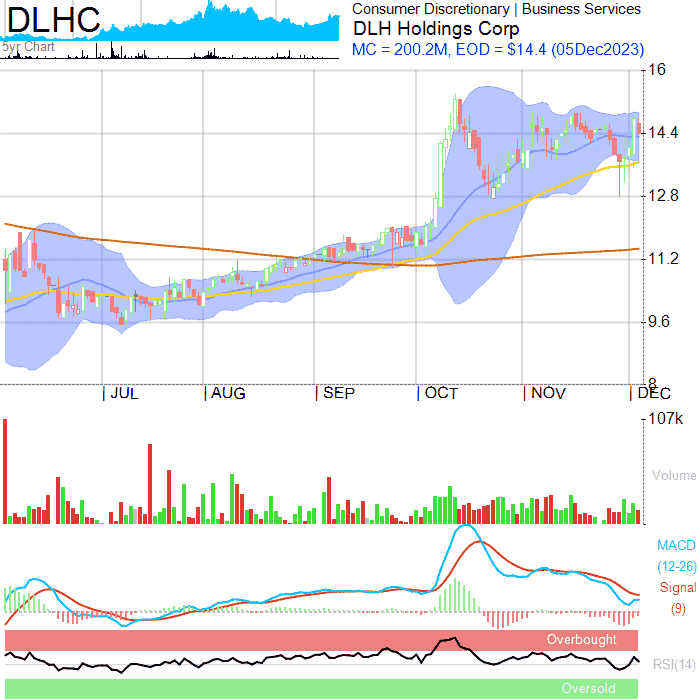 DLHC
5yr Chart
Consumer Discretionary | Business Services
DLH Holdings Corp
MC = 200.2M, EOD = $14.4 (05Dec2023)
16
14.4
12.8
11.2
9.6
8
JUL AUG SEP OCT NOV DEC
107k
Volume
MACD
(12-26)
Signal
(9)
Overbought
RSI(14)
Oversold